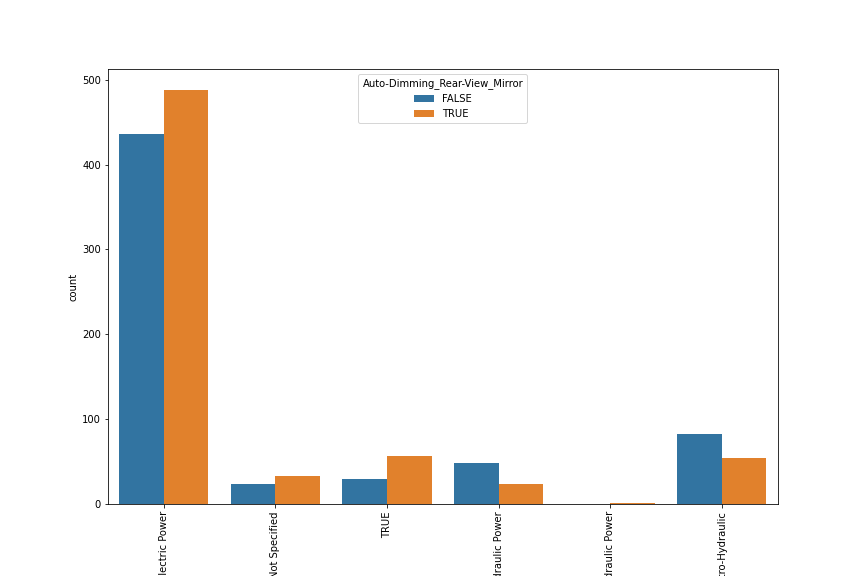 Auto-Dimming_Rear-View_Mirror
FALSE
TRUE
500
400
300
200
100
0
count
lectric Power
Not Specified
TRUE
draulic Power
draulic Power
ro-Hydraulic